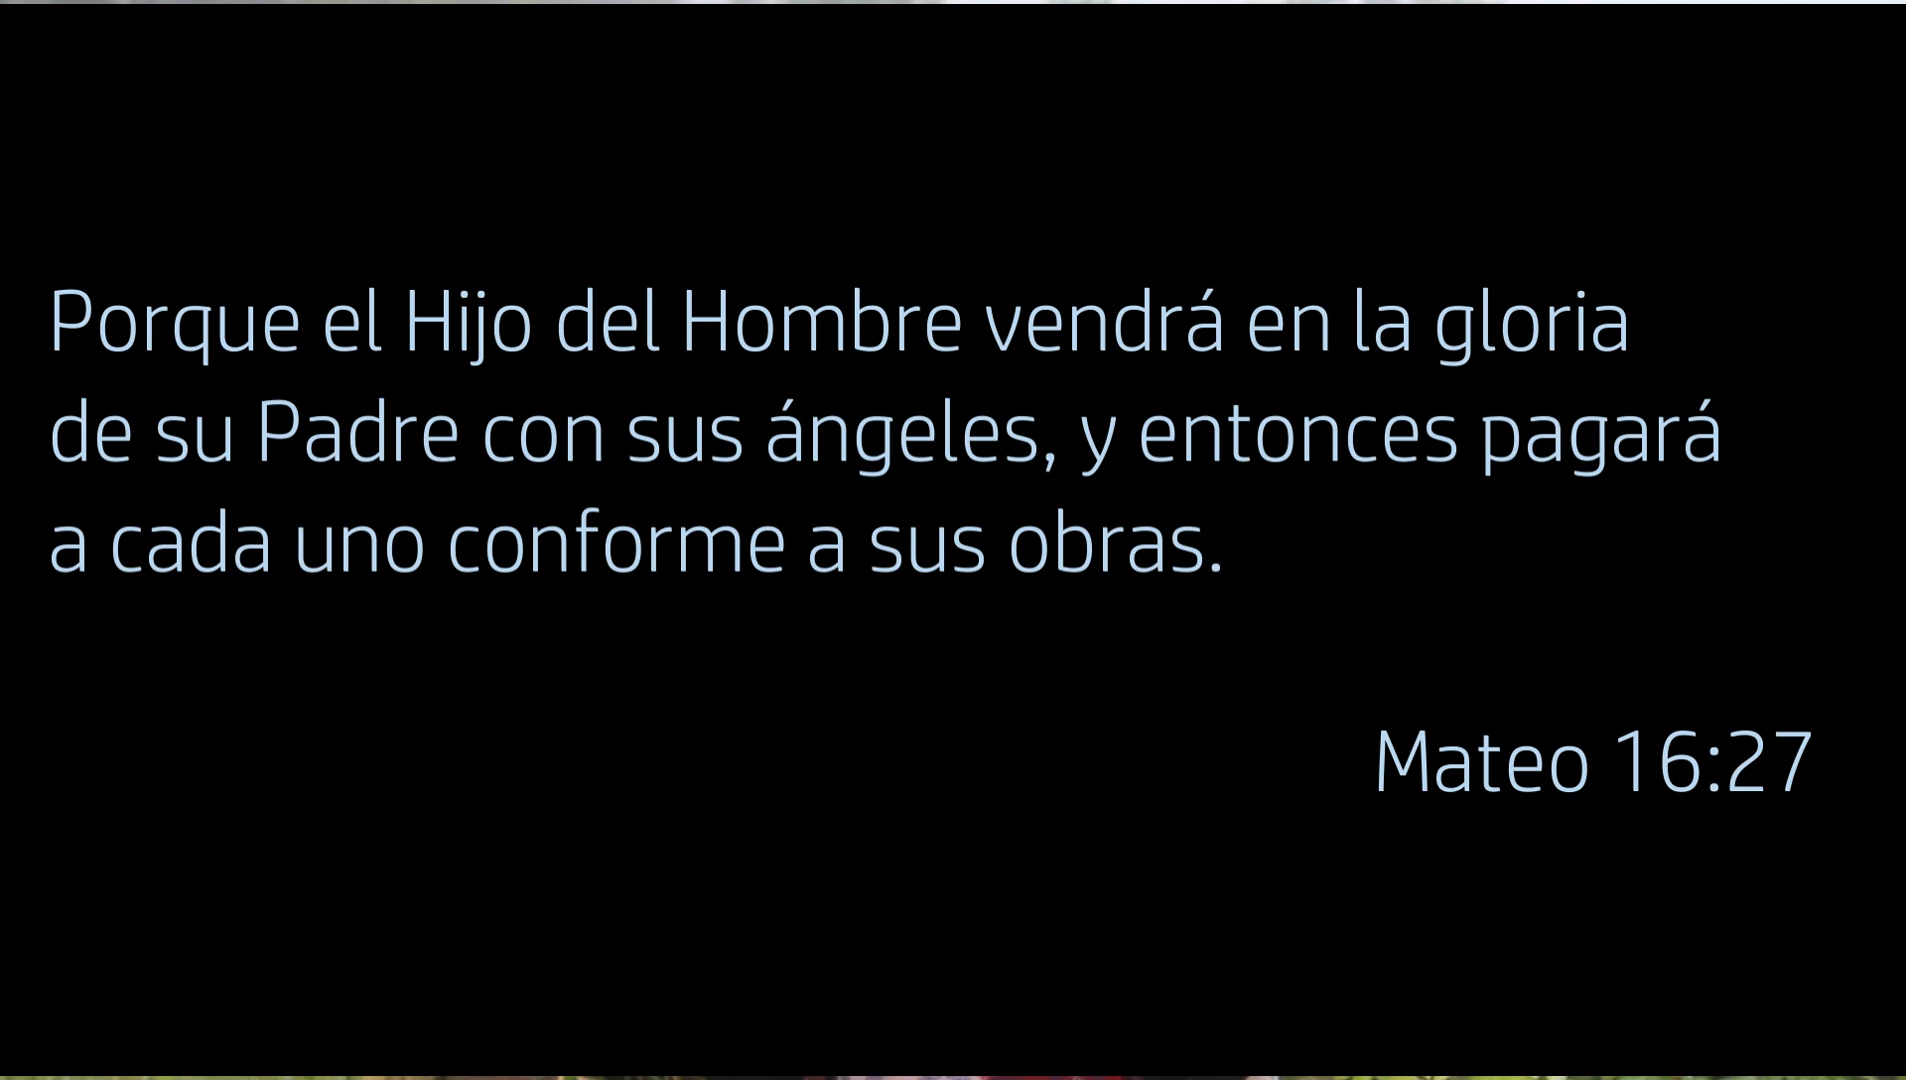 Porque el Hijo del Hombre vendrá en la gloria
de su Padre con sus ángeles, y entonces pagará
a cada uno conforme a sus obras.
Mateo 16:27